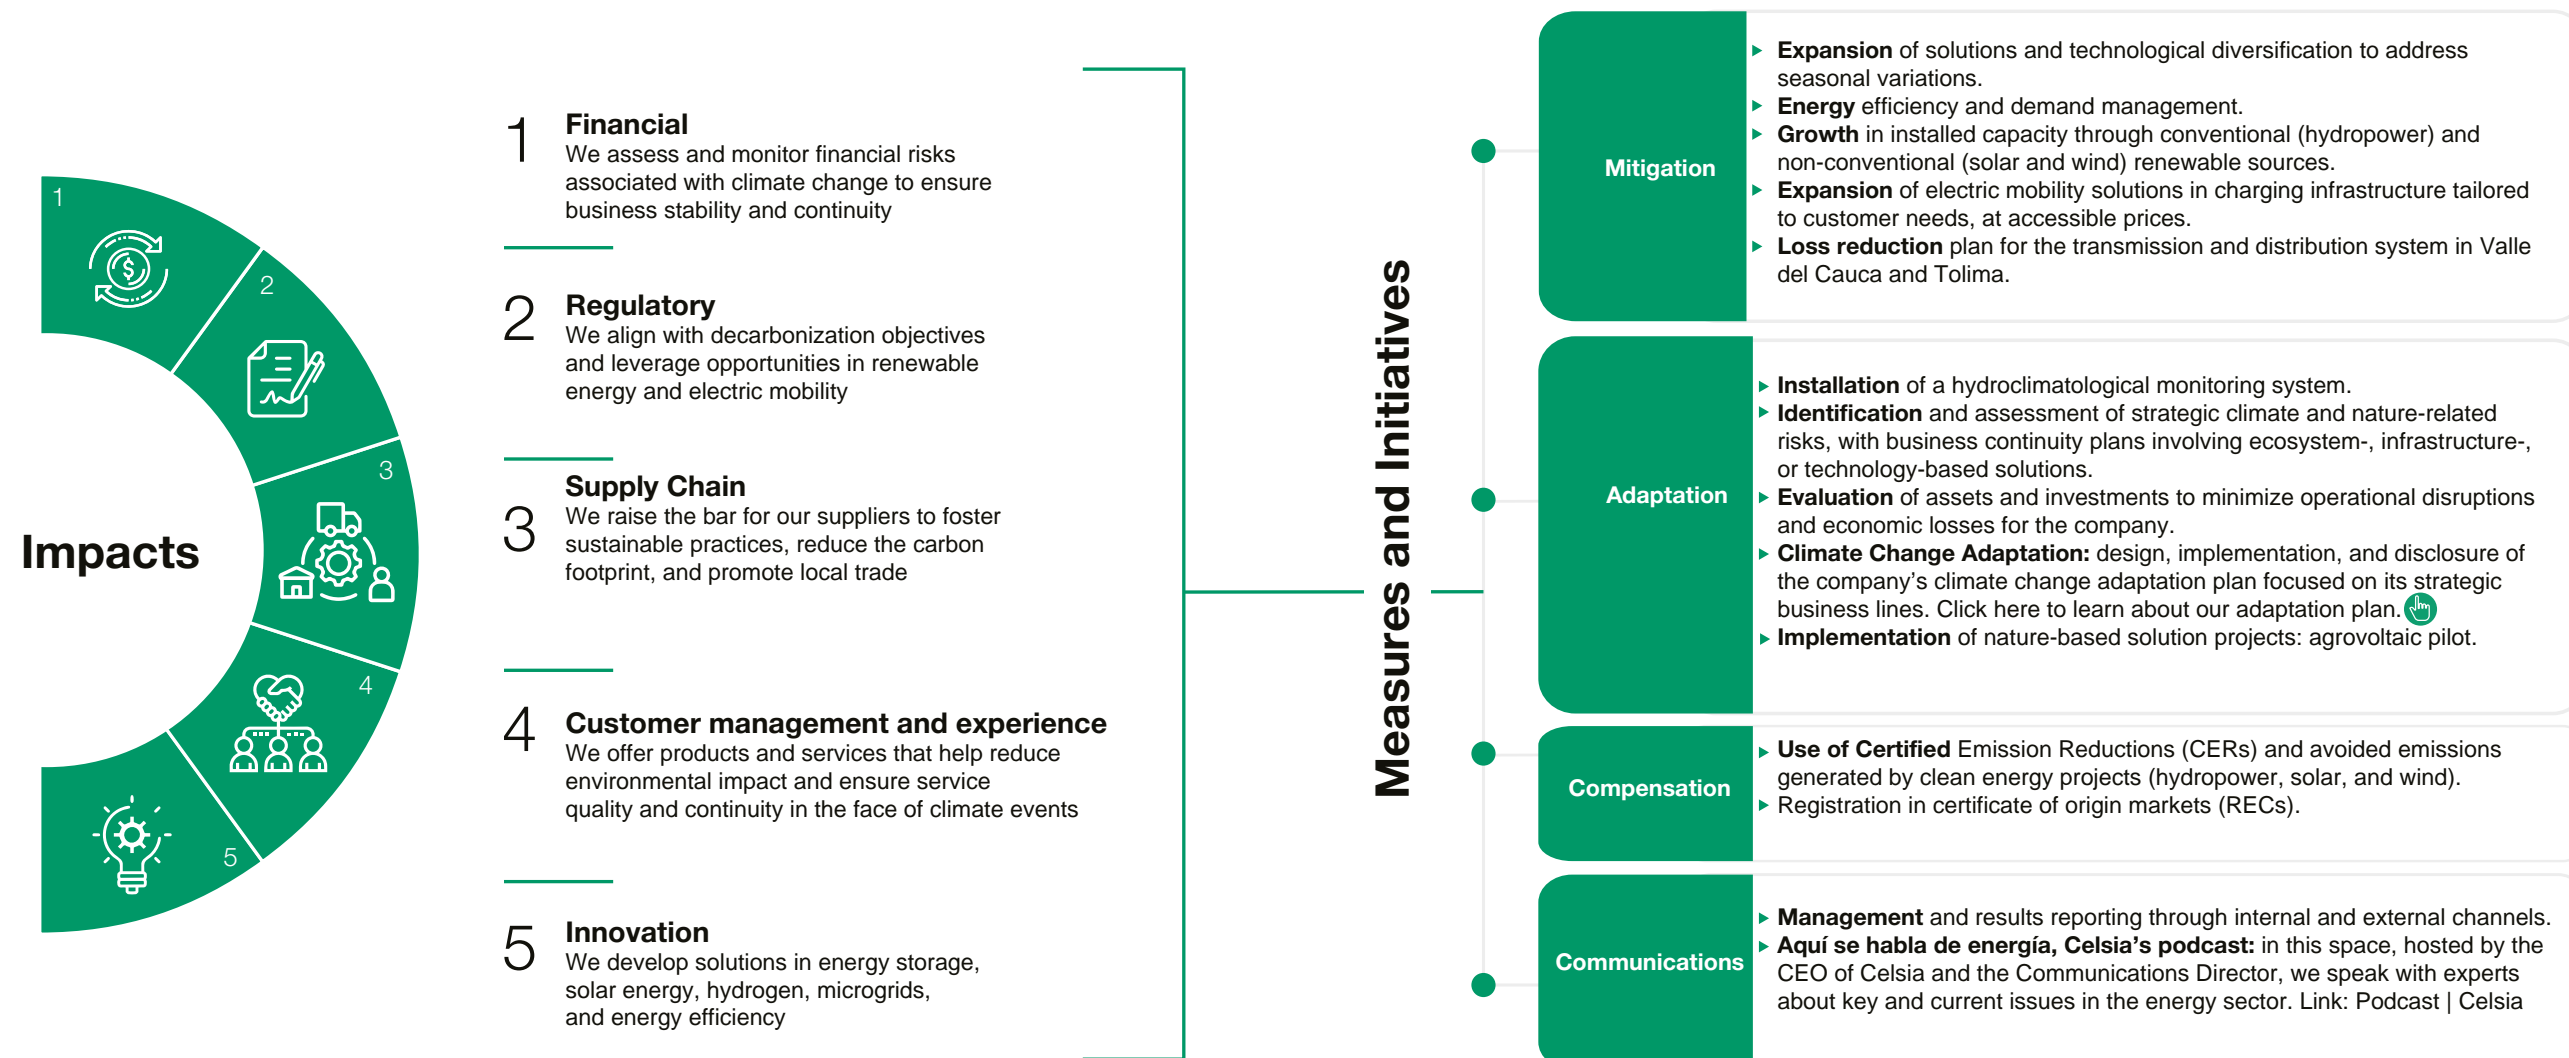 Impacts
1
2
3
4
5
1
Financial
We assess and monitor financial risks
associated with climate change to ensure
business stability and continuity
2
Regulatory
We align with decarbonization objectives
and leverage opportunities in renewable
energy and electric mobility
3
Supply Chain
We raise the bar for our suppliers to foster
sustainable practices, reduce the carbon
footprint, and promote local trade
4
Customer management and experience
We offer products and services that help reduce
environmental impact and ensure service
quality and continuity in the face of climate events
5
Innovation
We develop solutions in energy storage,
solar energy, hydrogen, microgrids,
and energy efficiency
Measures and Initiatives
Mitigation
Expansion of solutions and technological diversification to address
seasonal variations.
Energy efficiency and demand management.
Growth in installed capacity through conventional (hydropower) and
non-conventional (solar and wind) renewable sources.
Expansion of electric mobility solutions in charging infrastructure tailored
to customer needs, at accessible prices.
Loss reduction plan for the transmission and distribution system in Valle
del Cauca and Tolima.
Adaptation
Installation of a hydroclimatological monitoring system.
Identification and assessment of strategic climate and nature-related
risks, with business continuity plans involving ecosystem-, infrastructure-,
or technology-based solutions.
Evaluation of assets and investments to minimize operational disruptions
and economic losses for the company.
Climate Change Adaptation: design, implementation, and disclosure of
the company’s climate change adaptation plan focused on its strategic
business lines. Click here to learn about our adaptation plan.
Implementation of nature-based solution projects: agrovoltaic pilot.
Compensation
Use of Certified Emission Reductions (CERs) and avoided emissions
generated by clean energy projects (hydropower, solar, and wind).
Registration in certificate of origin markets (RECs).
Communications
Management and results reporting through internal and external channels.
Aquí se habla de energía, Celsia’s podcast: in this space, hosted by the
CEO of Celsia and the Communications Director, we speak with experts
about key and current issues in the energy sector. Link: Podcast | Celsia